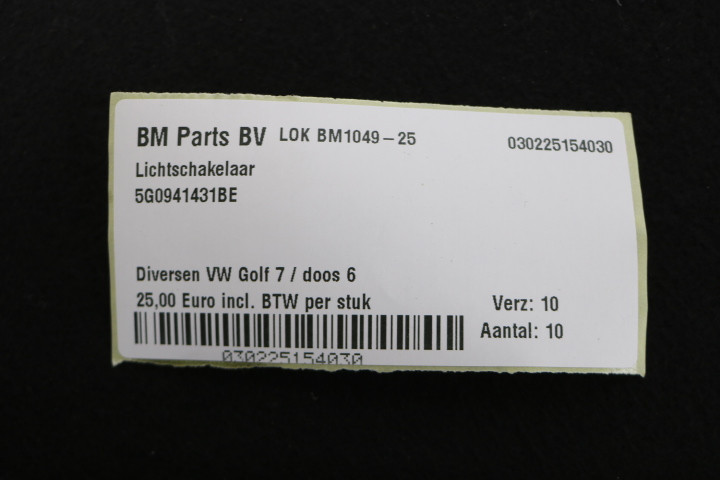 BM Parts BV LOK BM1049-25 030225154030
Lichtschakelaar
5G0941431BE
Diversen VW Golf 7 / doos 6
25,00 Euro incl. BTW per stuk Verz: 10
Aantal: 10
030225154030